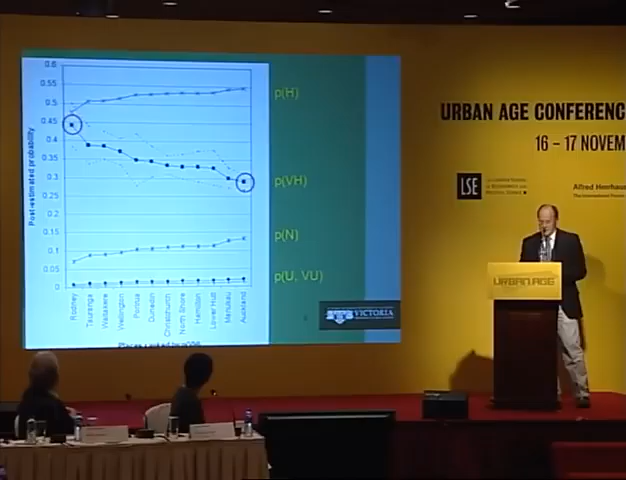 0.6
0.55
0.5
0.45
0.4
0.35
0.3
0.25
0.2
0.15
0.1
0.05
0
Post-estimated probability
Rodney
Tauranga
Waitakere
Wellington
Porirua
Dunedin
Christchurch
North Shore
Hamilton
Lower Hutt
Manukau
Auckland
p(H)
p(VH)
p(N)
p(U, VU)
VICTORIA
URBAN AGE CONFERENC
16 – 17 NOVEM
LSE
Alfred Herrhaus
URBAN AGE